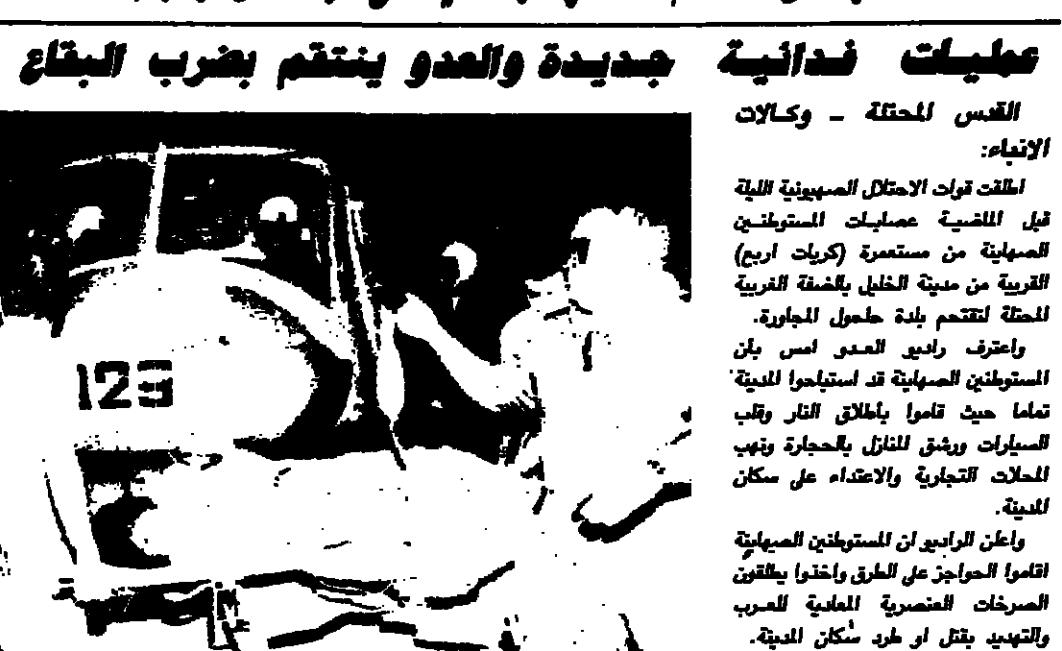 عمليات فدائية جديدة والعدو ينتقم بضرب البقاع
القدس المحتلة – وكالات
الانباء:
اطلقت قوات الاحتلال الصهيونية الليلة
قبل الماضية عصابات المستوطنين
الصهاينة من مستعمرة (كريات اربع)
القريبة من مدينة الخليل بالضفة الغربية
المحتلة لتقتحم بلدة حلحول المجاورة.
واعترف راديو العدو امس بأن
المستوطنين الصهاينة قد استباحوا المدينة
تماما حيث قاموا بأطلاق النار وقلب
السيارات ورشق المنازل بالحجارة ونهب
المحلات التجارية والاعتداء على سكان
المدينة.
واعلن الراديو ان المستوطنين الصهاينة
اقاموا الحواجز على الطرق واخذوا يطلقون
الصرخات العنصرية المعادية للعرب
والتهديد بقتل او طرد سكان المدينة.
123